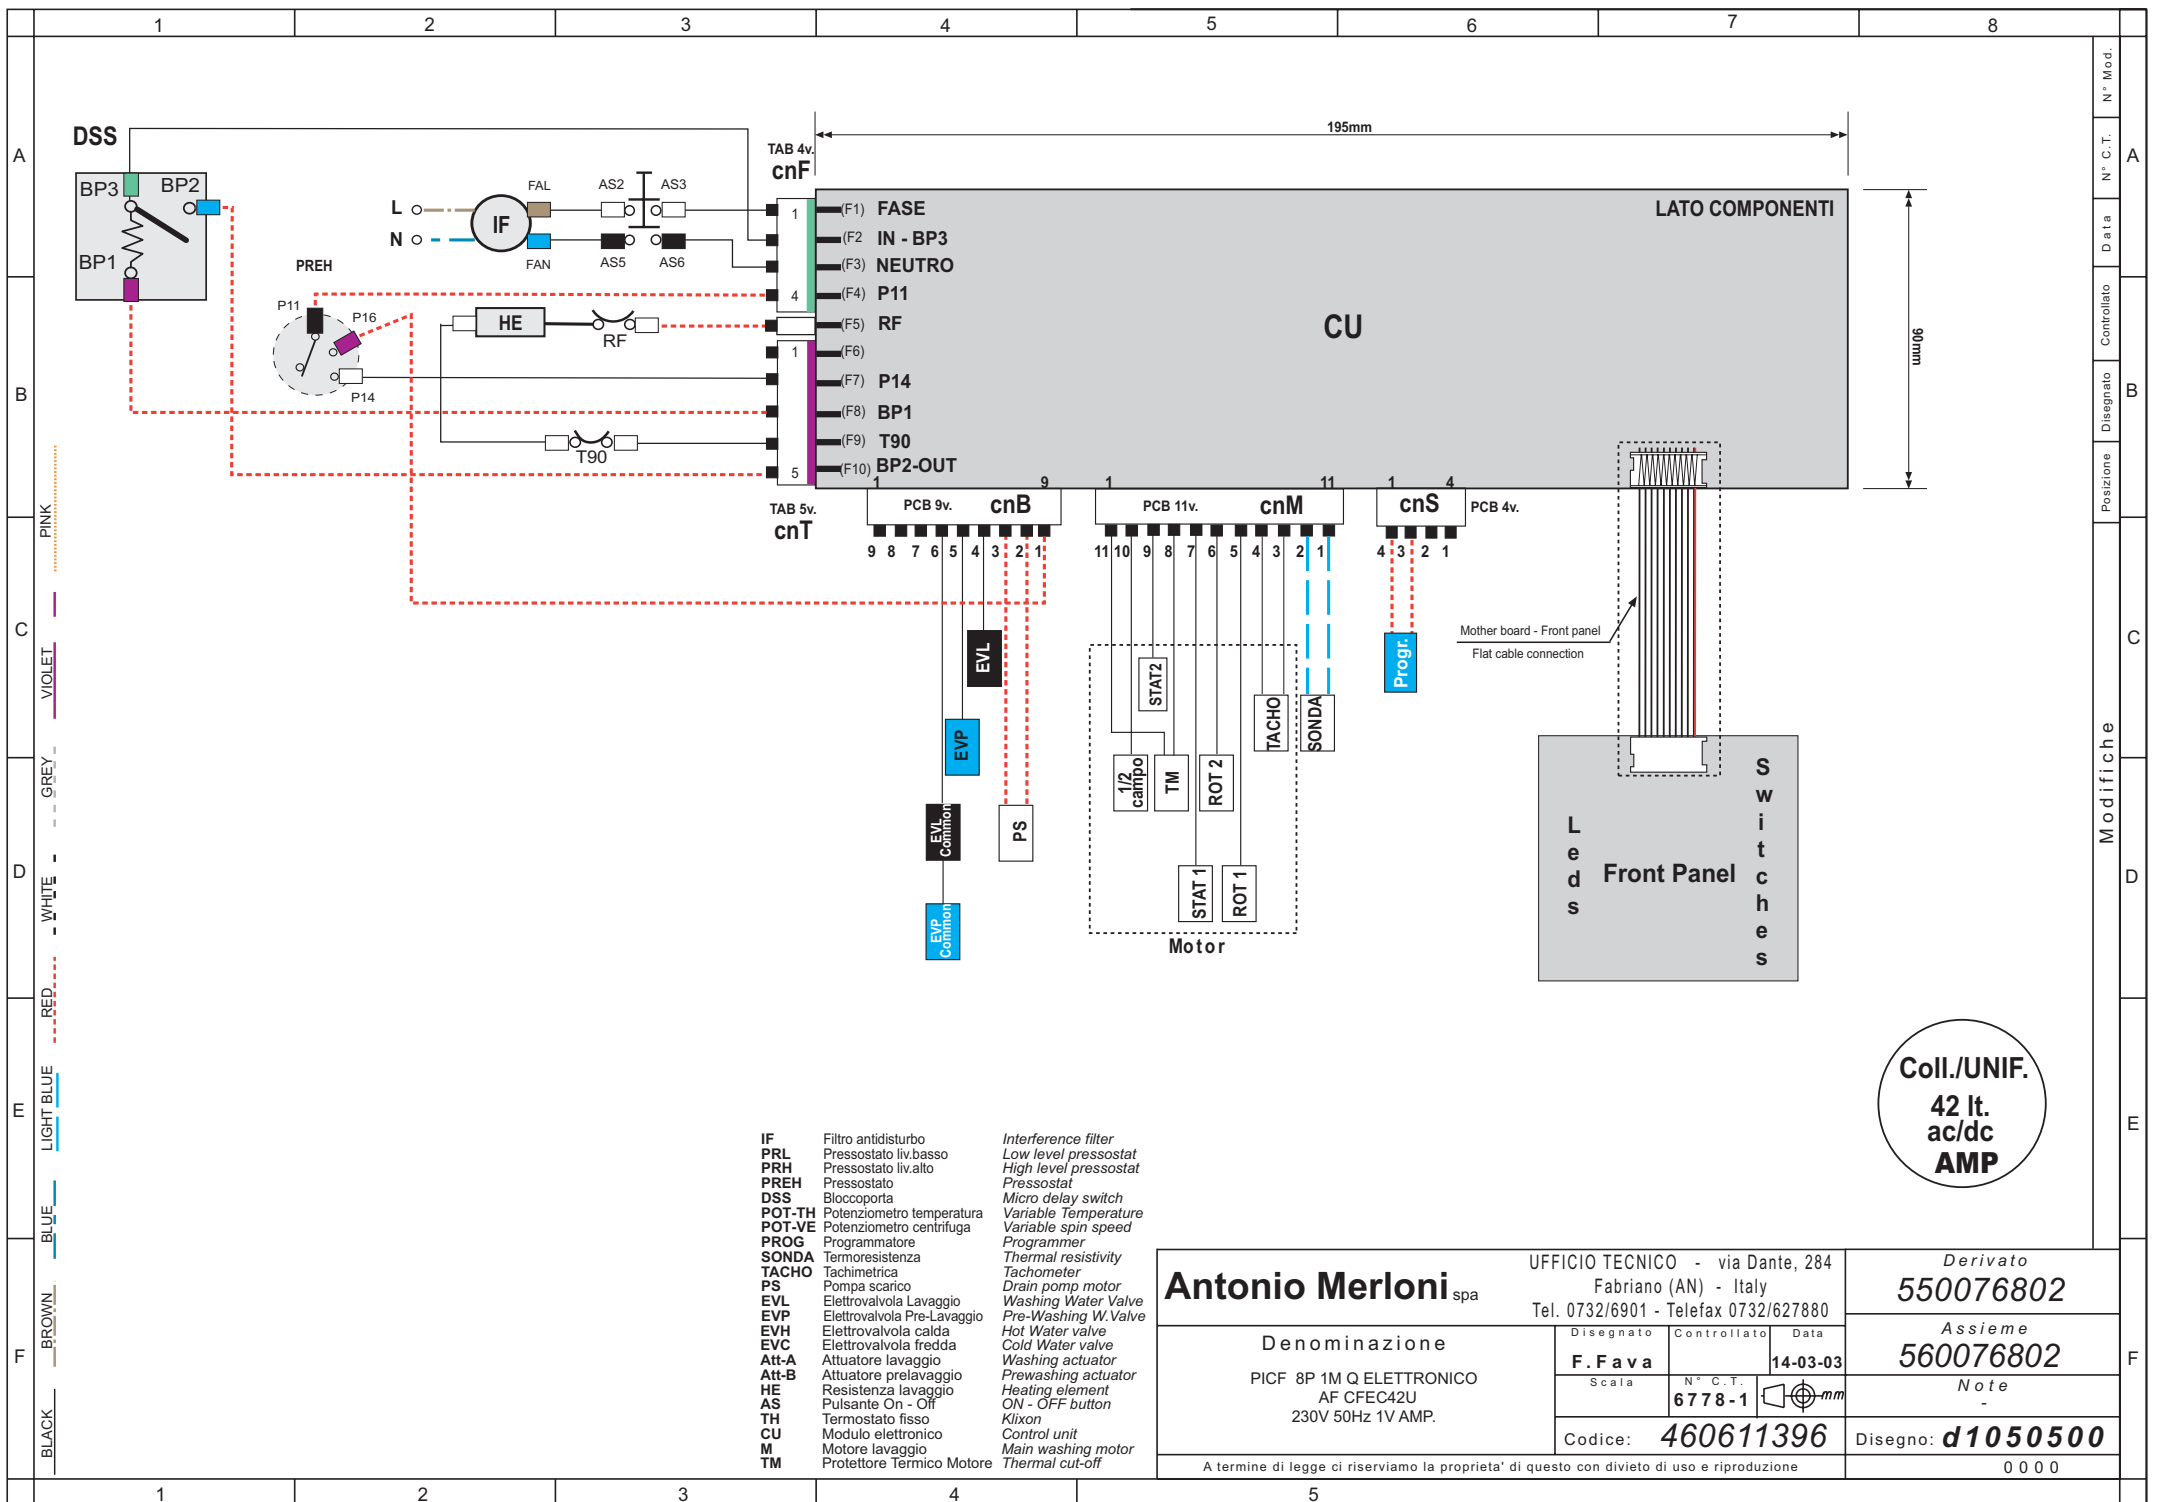 1 2 3 4 5 6 7 8
A
B
C
D
E
F
DSS
BP3 BP2
BP1
PREH
P11
P16
P14
L
N
IF
FAL
FAN
AS2 AS3
AS5 AS6
HE
RF
T90
TAB 4v.
cnF
1
4
1
5
TAB 5v.
cnT
195mm
90mm
LATO COMPONENTI
CU
(F1) FASE
(F2 IN - BP3
(F3) NEUTRO
(F4) P11
(F5) RF
(F6)
(F7) P14
(F8) BP1
(F9) T90
(F10) BP2-OUT
1 9
PCB 9v. cnB
9 8 7 6 5 4 3 2 1
1 11
PCB 11v. cnM
11 10 9 8 7 6 5 4 3 2 1
1 4
cnS PCB 4v.
4 3 2 1
EVL
EVP
EVL Common
EVP Common
PS
STAT2
1/2 campo
TM
ROT 2
STAT 1
ROT 1
TACHO
SONDA
Motor
Progr.
Mother board - Front panel
Flat cable connection
Leds
Front Panel
Switches
PINK
VIOLET
GREY
WHITE
RED
LIGHT BLUE
BLUE
BROWN
BLACK
N° Mod.
N° C.T.
Data
Controllato
Disegnato
Posizione
Modifiche
A
B
C
D
E
F
Coll./UNIF.
42 lt.
ac/dc
AMP
IF Filtro antidisturbo Interference filter
PRL Pressostato liv.basso Low level pressostat
PRH Pressostato liv.alto High level pressostat
PREH Pressostato Pressostat
DSS Bloccoporta Micro delay switch
POT-TH Potenziometro temperatura Variable Temperature
POT-VE Potenziometro centrifuga Variable spin speed
PROG Programmatore Programmer
SONDA Termoresistenza Thermal resistivity
TACHO Tachimetrica Tachometer
PS Pompa scarico Drain pomp motor
EVL Elettrovalvola Lavaggio Washing Water Valve
EVP Elettrovalvola Pre-Lavaggio Pre-Washing W.Valve
EVH Elettrovalvola calda Hot Water valve
EVC Elettrovalvola fredda Cold Water valve
Att-A Attuatore lavaggio Washing actuator
Att-B Attuatore prelavaggio Prewashing actuator
HE Resistenza lavaggio Heating element
AS Pulsante On - Off ON - OFF button
TH Termostato fisso Klixon
CU Modulo elettronico Control unit
M Motore lavaggio Main washing motor
TM Protettore Termico Motore Thermal cut-off
Antonio Merloni spa
UFFICIO TECNICO - via Dante, 284
Fabriano (AN) - Italy
Tel. 0732/6901 - Telefax 0732/627880
Derivato
550076802
Denominazione
PICF 8P 1M Q ELETTRONICO
AF CFEC42U
230V 50Hz 1V AMP.
Disegnato Controllato Data
F.Fava 14-03-03
Assieme
560076802
Scala N° C.T.
6778-1 mm
Note
-
Codice: 460611396
Disegno: d1050500
A termine di legge ci riserviamo la proprieta' di questo con divieto di uso e riproduzione
0000
1 2 3 4 5